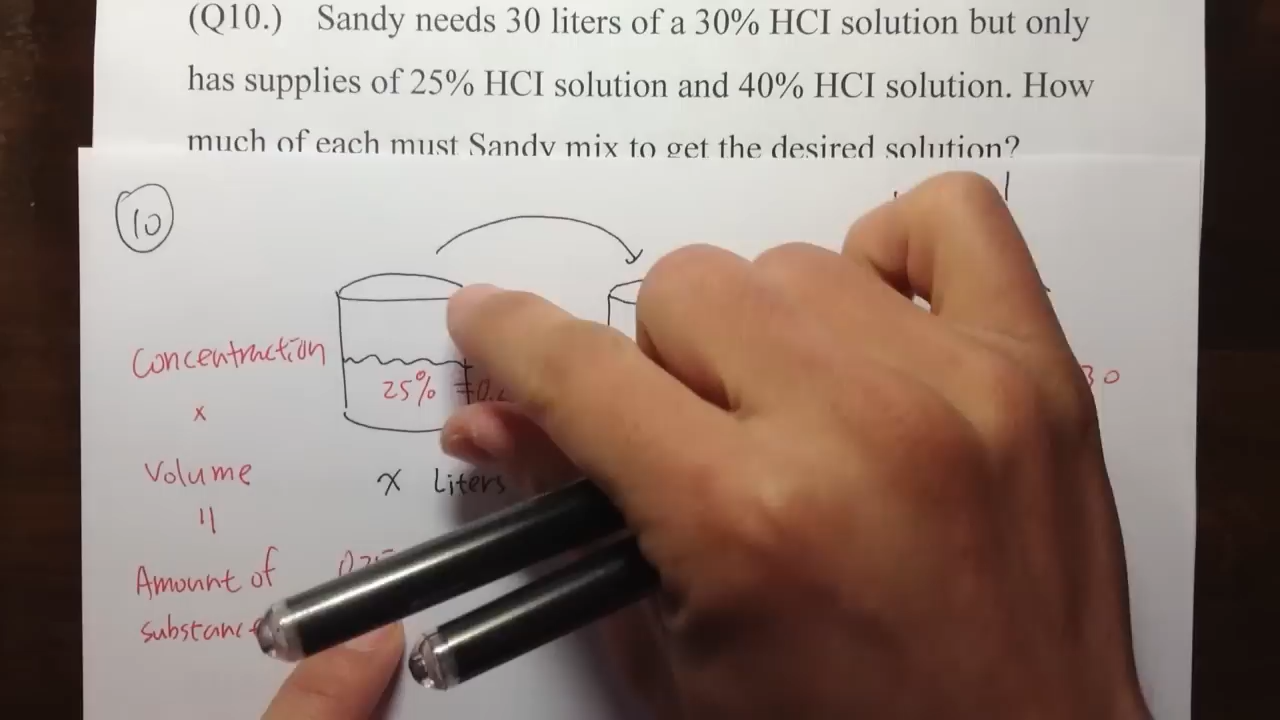 (Q10.) Sandy needs 30 liters of a 30% HCI solution but only
has supplies of 25% HCI solution and 40% HCI solution. How
much of each must Sandy mix to get the desired solution?
10
Concentraction
25%
x
Volume
x Liters
=
Amount of